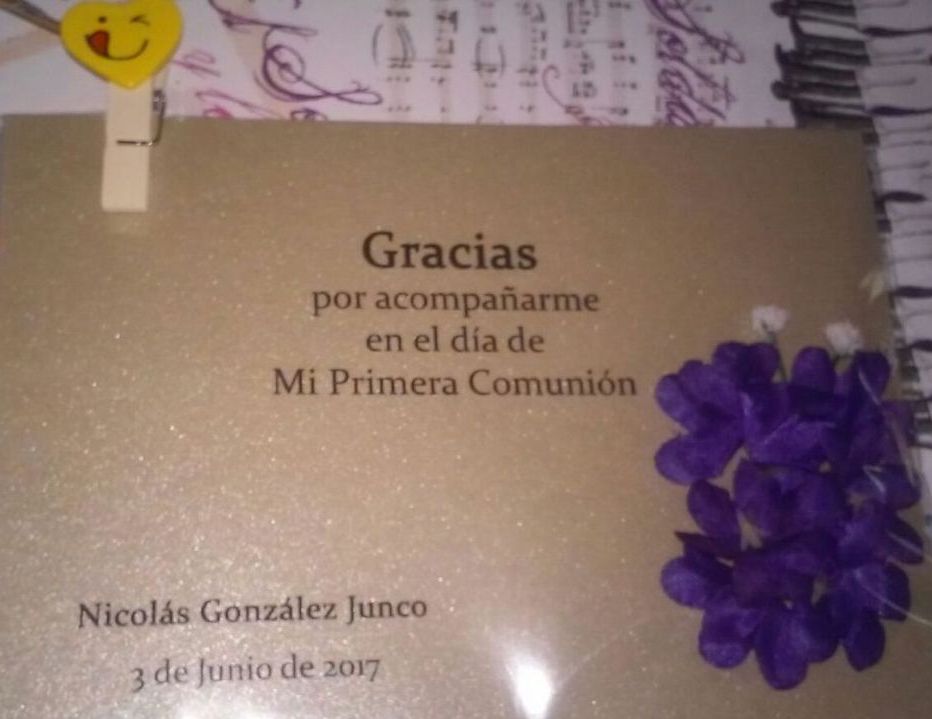 Gracias
por acompañarme
en el día de
Mi Primera Comunión
Nicolás González Junco
3 de Junio de 2017